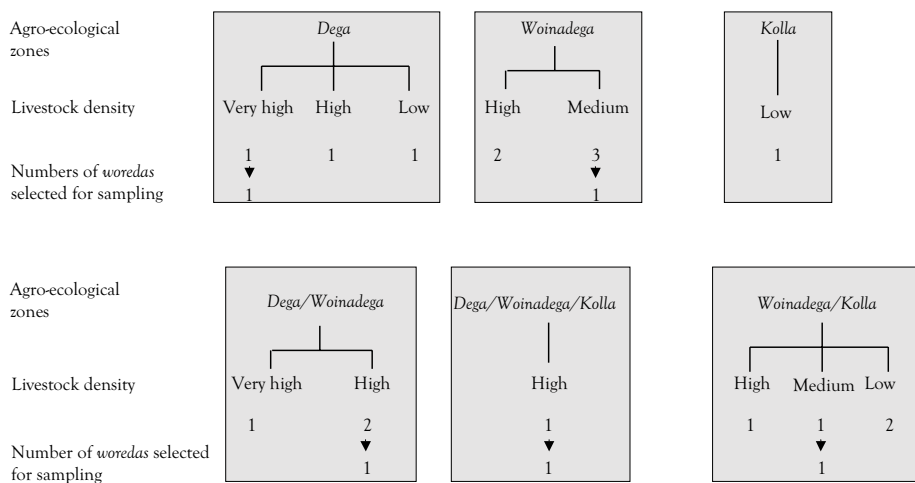 Agro-ecological zones
Dega
Woinadega
Kolla
Livestock density
Very high High Low
High Medium
Low
1 1 1
2 3
1
Numbers of woredas selected for sampling
1
1
Agro-ecological zones
Dega/Woinadega
Dega/Woinadega/Kolla
Woinadega/Kolla
Livestock density
Very high High
High
High Medium Low
1 2
1
1 1 2
Number of woredas selected for sampling
1
1
1